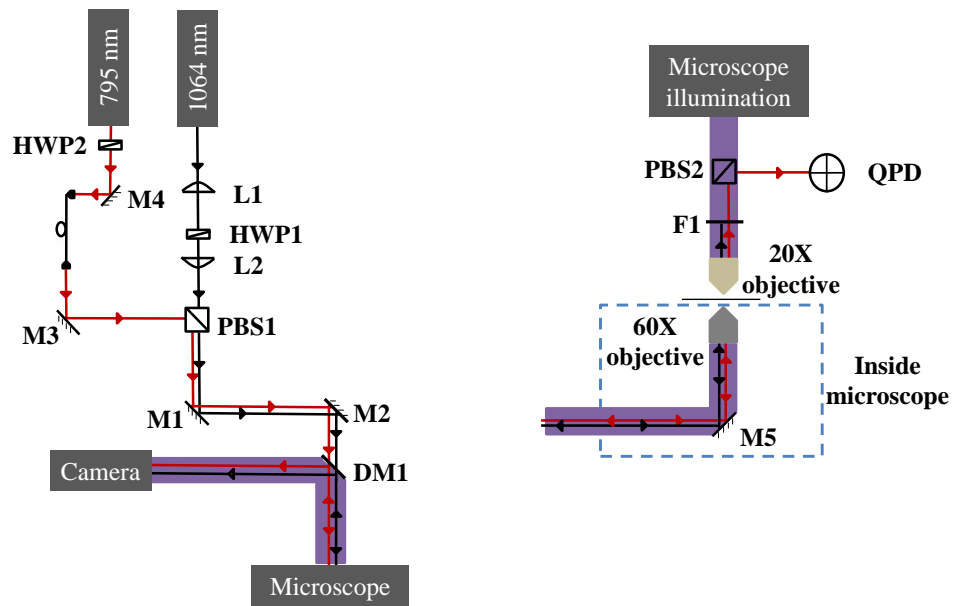 795 nm
1064 nm
HWP2
M4
L1
HWP1
L2
M3
PBS1
M1
M2
Camera
DM1
Microscope
Microscope
illumination
PBS2
QPD
F1
20X
objective
60X
objective
Inside
microscope
M5